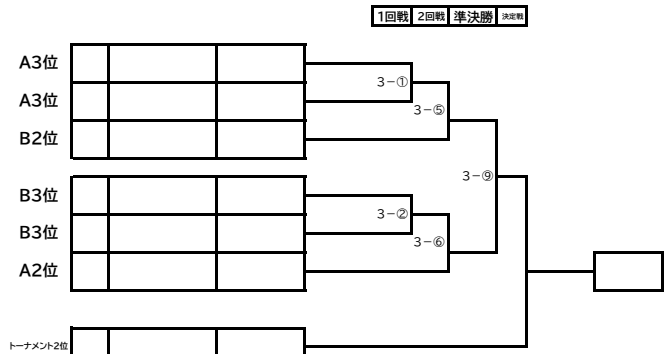 1回戦 2回戦 準決勝 決定戦
A3位
3-①
A3位
3-⑤
B2位
3-⑨
B3位
3-②
B3位
3-⑥
A2位
トーナメント2位